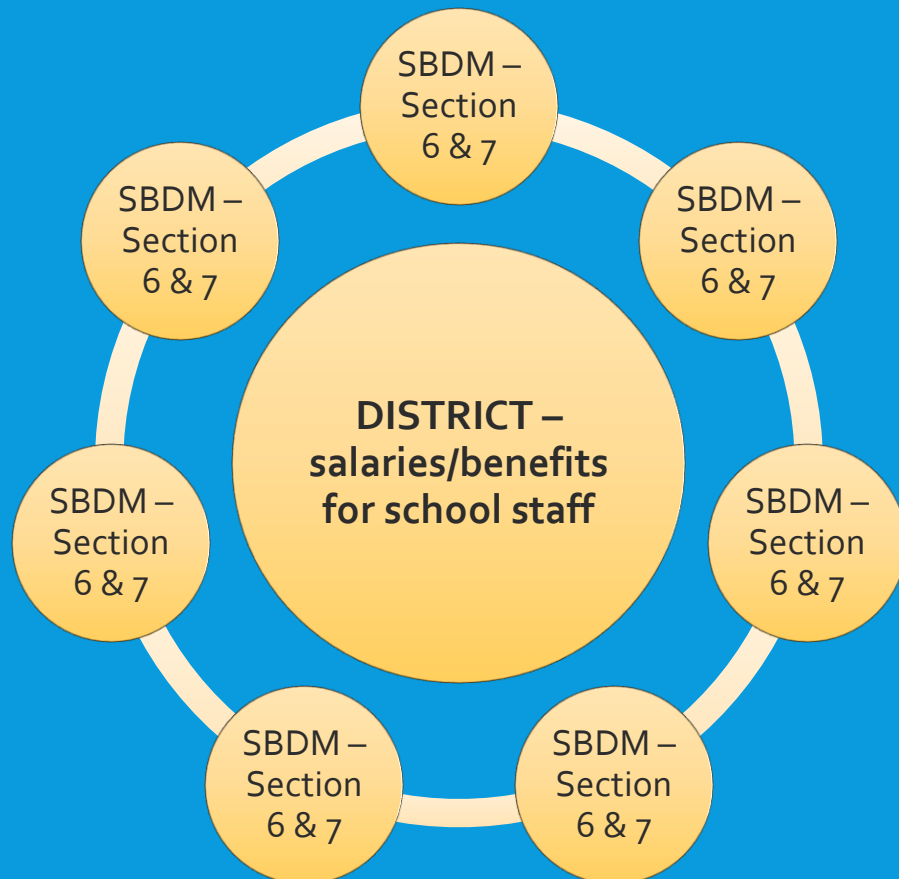 SBDM –
Section
6 & 7
SBDM –
Section
6 & 7
SBDM –
Section
6 & 7
DISTRICT –
salaries/benefits
for school staff
SBDM –
Section
6 & 7
SBDM –
Section
6 & 7
SBDM –
Section
6 & 7
SBDM –
Section
6 & 7